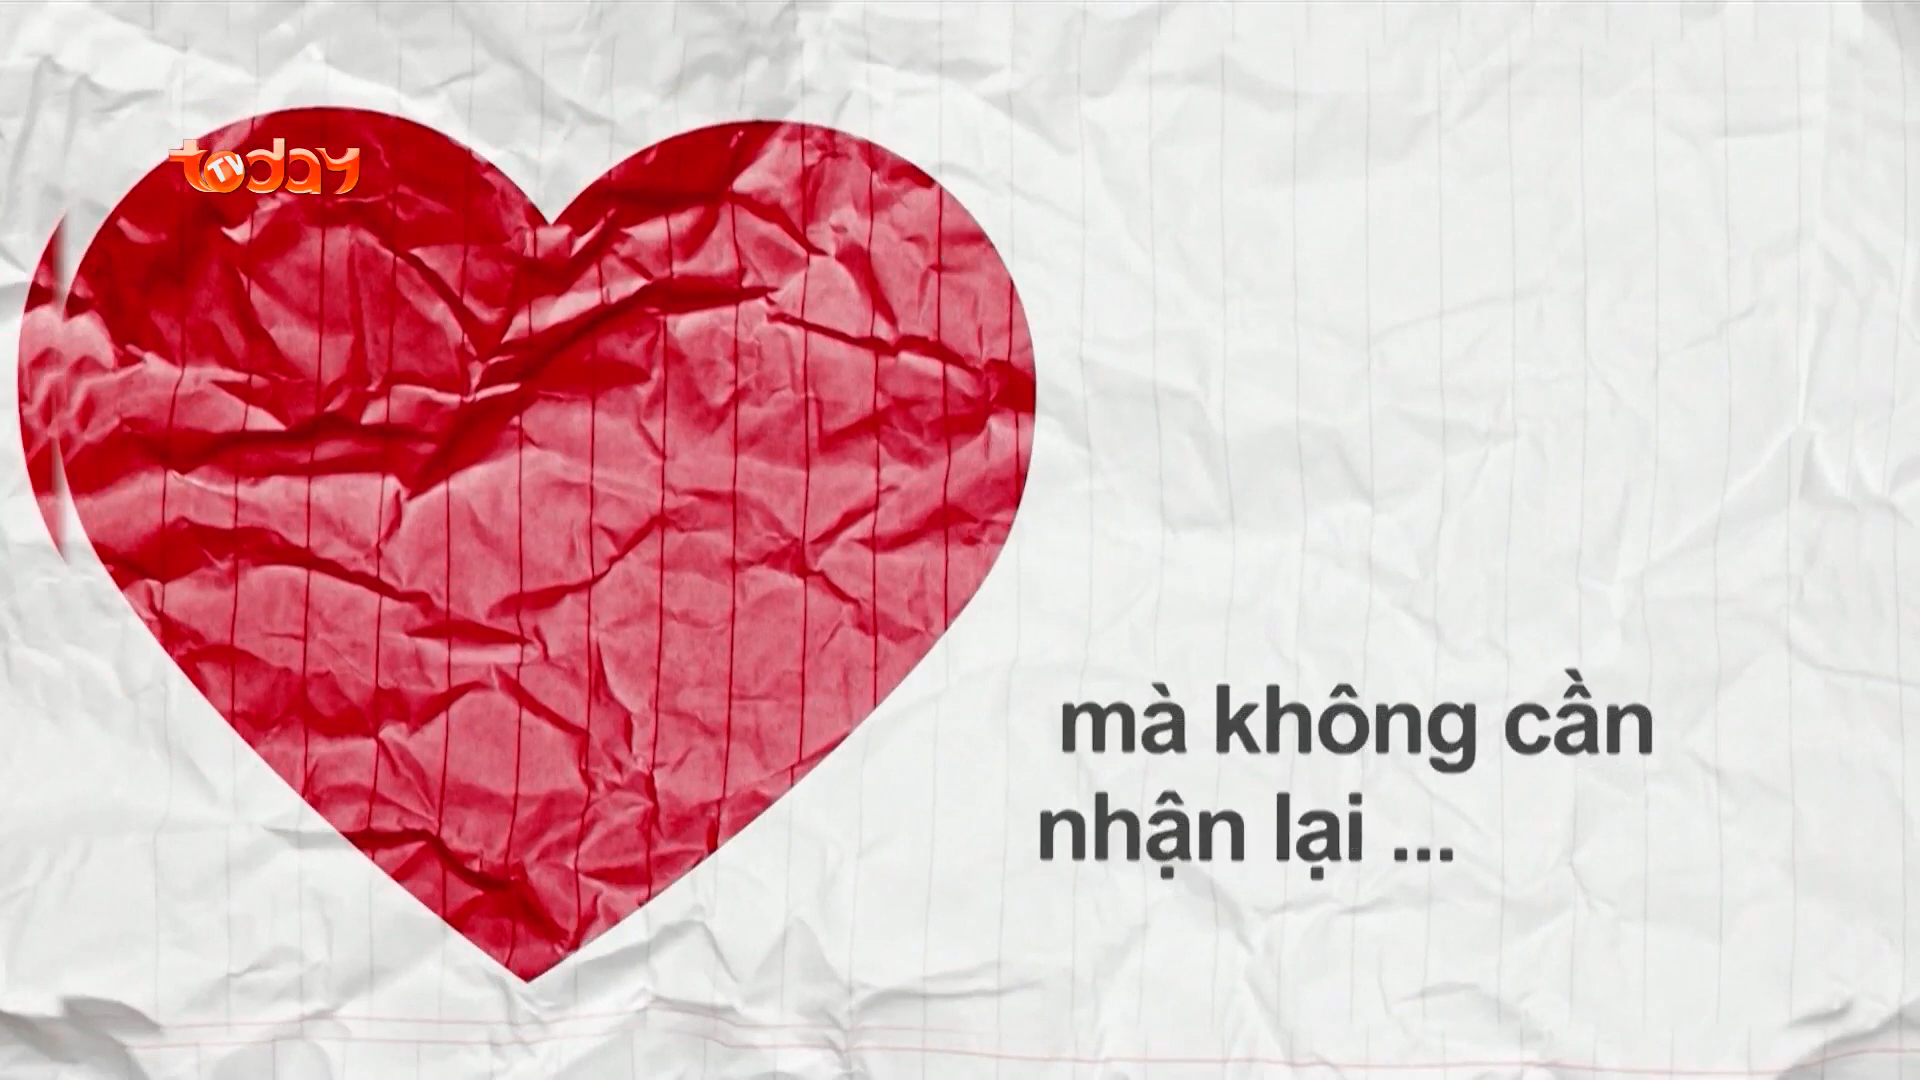 today
TV
mà không cần
nhận lại ...